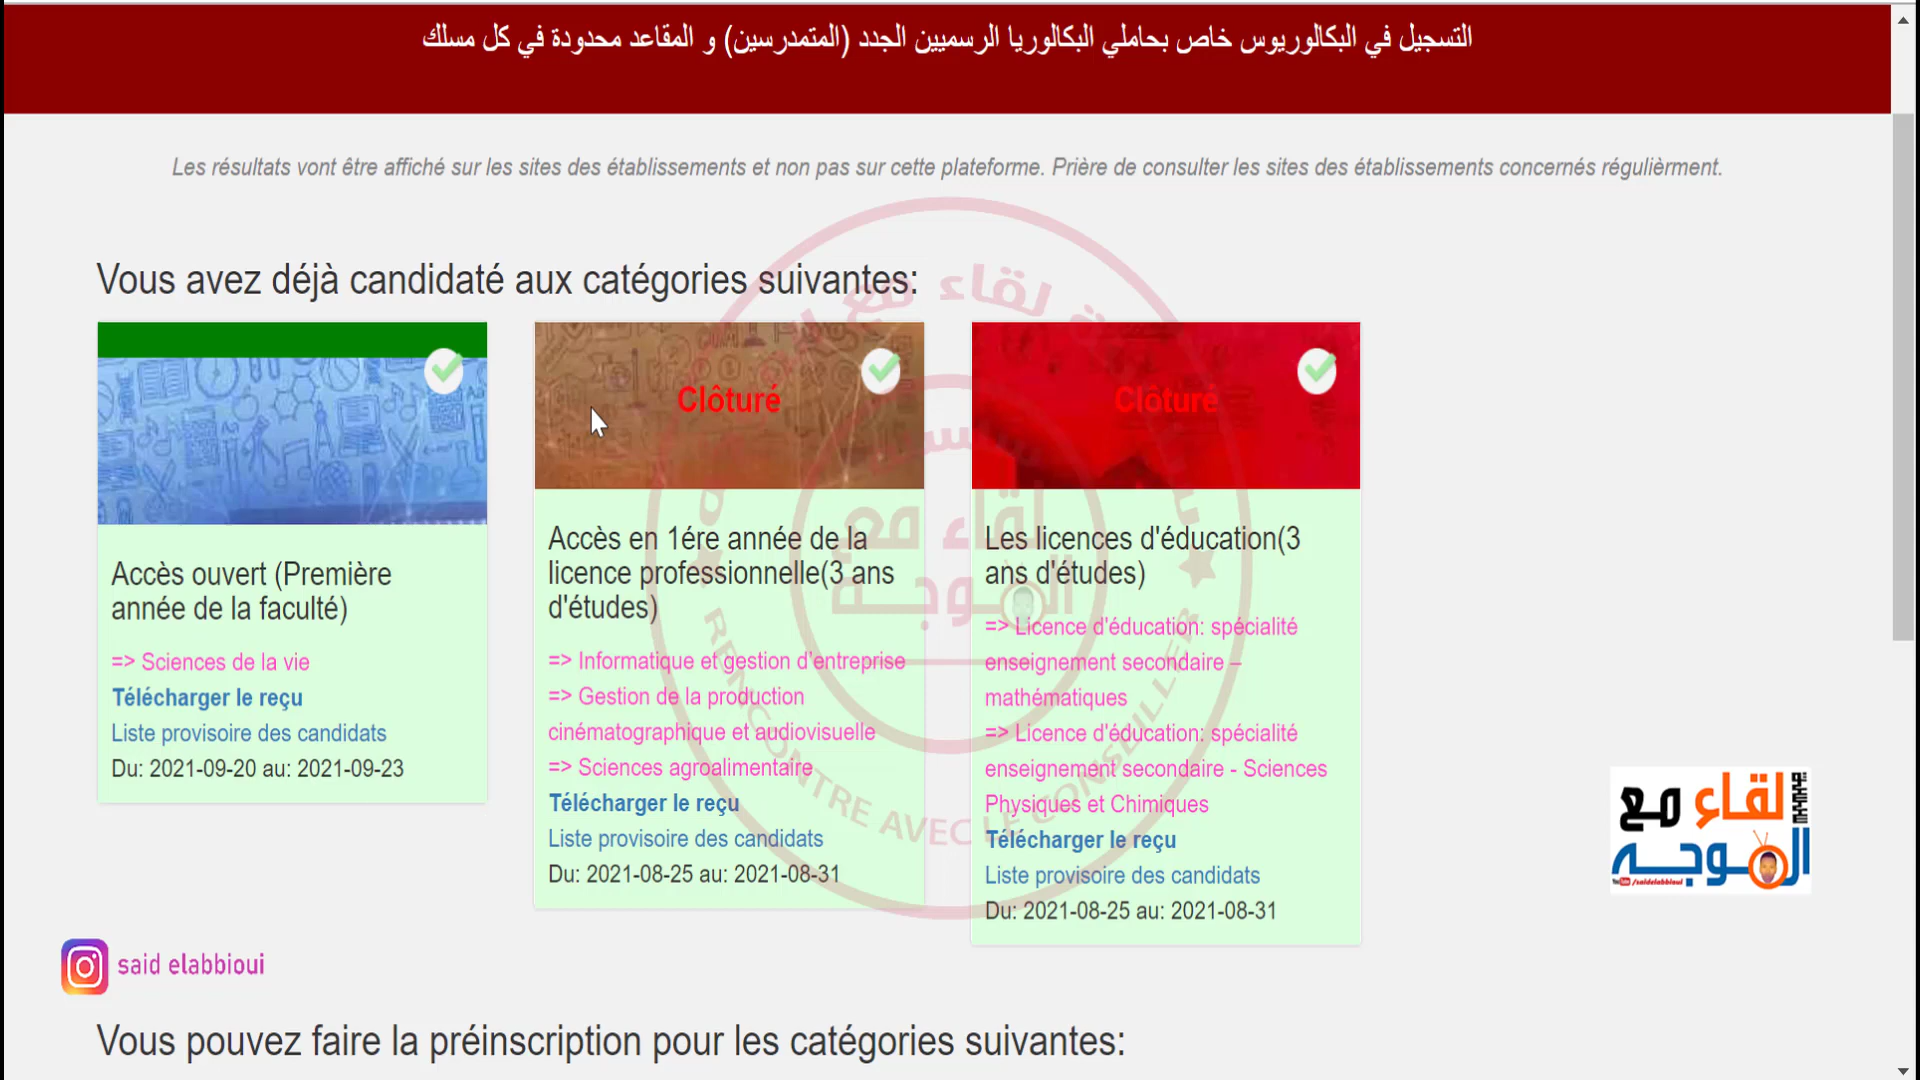 التسجيل في البكالوريوس خاص بحاملي البكالوريا الرسميين الجدد (المتمدرسين) و المقاعد محدودة في كل مسلك
Les résultats vont être affiché sur les sites des établissements et non pas sur cette plateforme. Prière de consulter les sites des établissements concernés régulièrment.
Vous avez déjà candidaté aux catégories suivantes:
Accès ouvert (Première
année de la faculté)
=> Sciences de la vie
Télécharger le reçu
Liste provisoire des candidats
Du: 2021-09-20 au: 2021-09-23
Clôturé
Accès en 1ére année de la
licence professionnelle(3 ans
d'études)
=> Informatique et gestion d'entreprise
=> Gestion de la production
cinématographique et audiovisuelle
=> Sciences agroalimentaire
Télécharger le reçu
Liste provisoire des candidats
Du: 2021-08-25 au: 2021-08-31
Clôturé
Les licences d'éducation(3
ans d'études)
=> Licence d'éducation: spécialité
enseignement secondaire –
mathématiques
=> Licence d'éducation: spécialité
enseignement secondaire - Sciences
Physiques et Chimiques
Télécharger le reçu
Liste provisoire des candidats
Du: 2021-08-25 au: 2021-08-31
لقاء مع
الموجه
RENCONTRE AVEC LE CONSEILLER
لقاء مع
الموجه
/saidelabbioui
said elabbioui
Vous pouvez faire la préinscription pour les catégories suivantes: